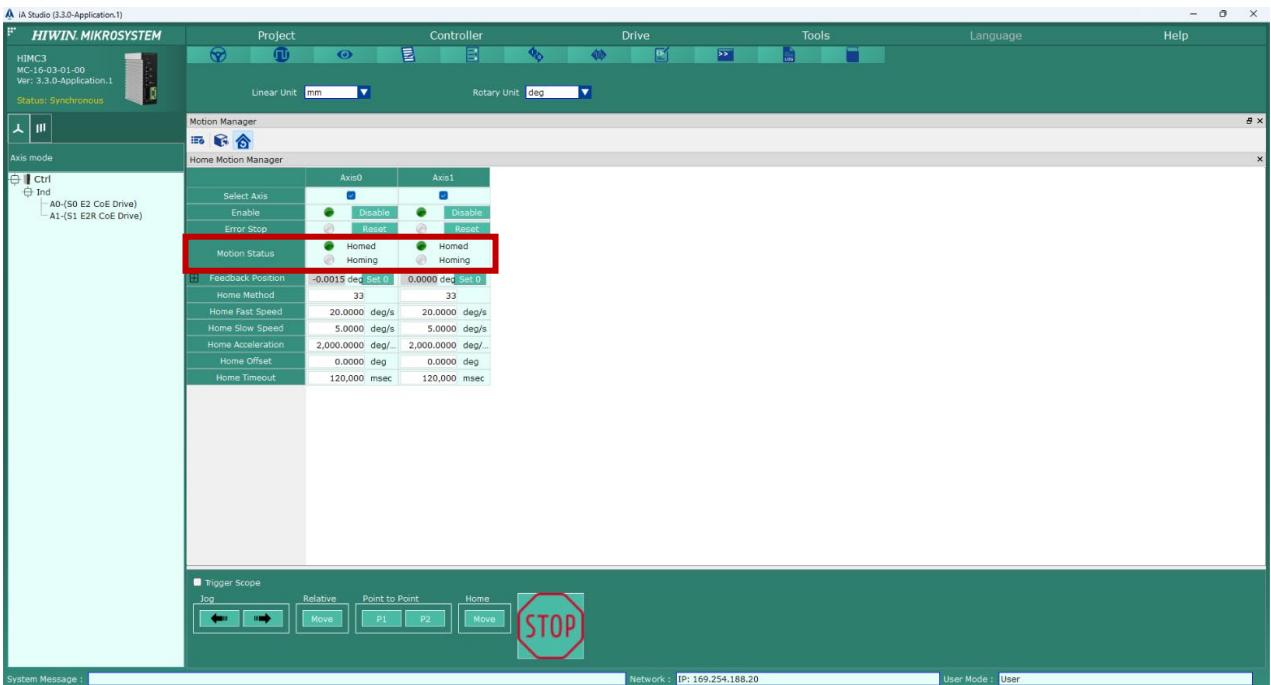 iA Studio (3.3.0-Application.1)
HIWIN. MIKROSYSTEM
Project Controller Drive Tools Language Help
HIMC3
MC-16-03-01-00
Ver: 3.3.0-Application.1
Status: Synchronous
Linear Unit mm Rotary Unit deg
Motion Manager
Axis mode
Home Motion Manager
Ctrl
Ind
A0-(S0 E2 CoE Drive)
A1-(S1 E2R CoE Drive)
Axis0 Axis1
Select Axis
Enable Disable Disable
Error Stop Reset Reset
Motion Status Homed Homed
Homing Homing
Feedback Position -0.0015 deg Set 0 0.0000 deg Set 0
Home Method 33 33
Home Fast Speed 20.0000 deg/s 20.0000 deg/s
Home Slow Speed 5.0000 deg/s 5.0000 deg/s
Home Acceleration 2,000.0000 deg/... 2,000.0000 deg/...
Home Offset 0.0000 deg 0.0000 deg
Home Timeout 120,000 msec 120,000 msec
Trigger Scope
Jog Relative Point to Point Home
Move P1 P2 Move
STOP
System Message : Network : IP: 169.254.188.20 User Mode : User